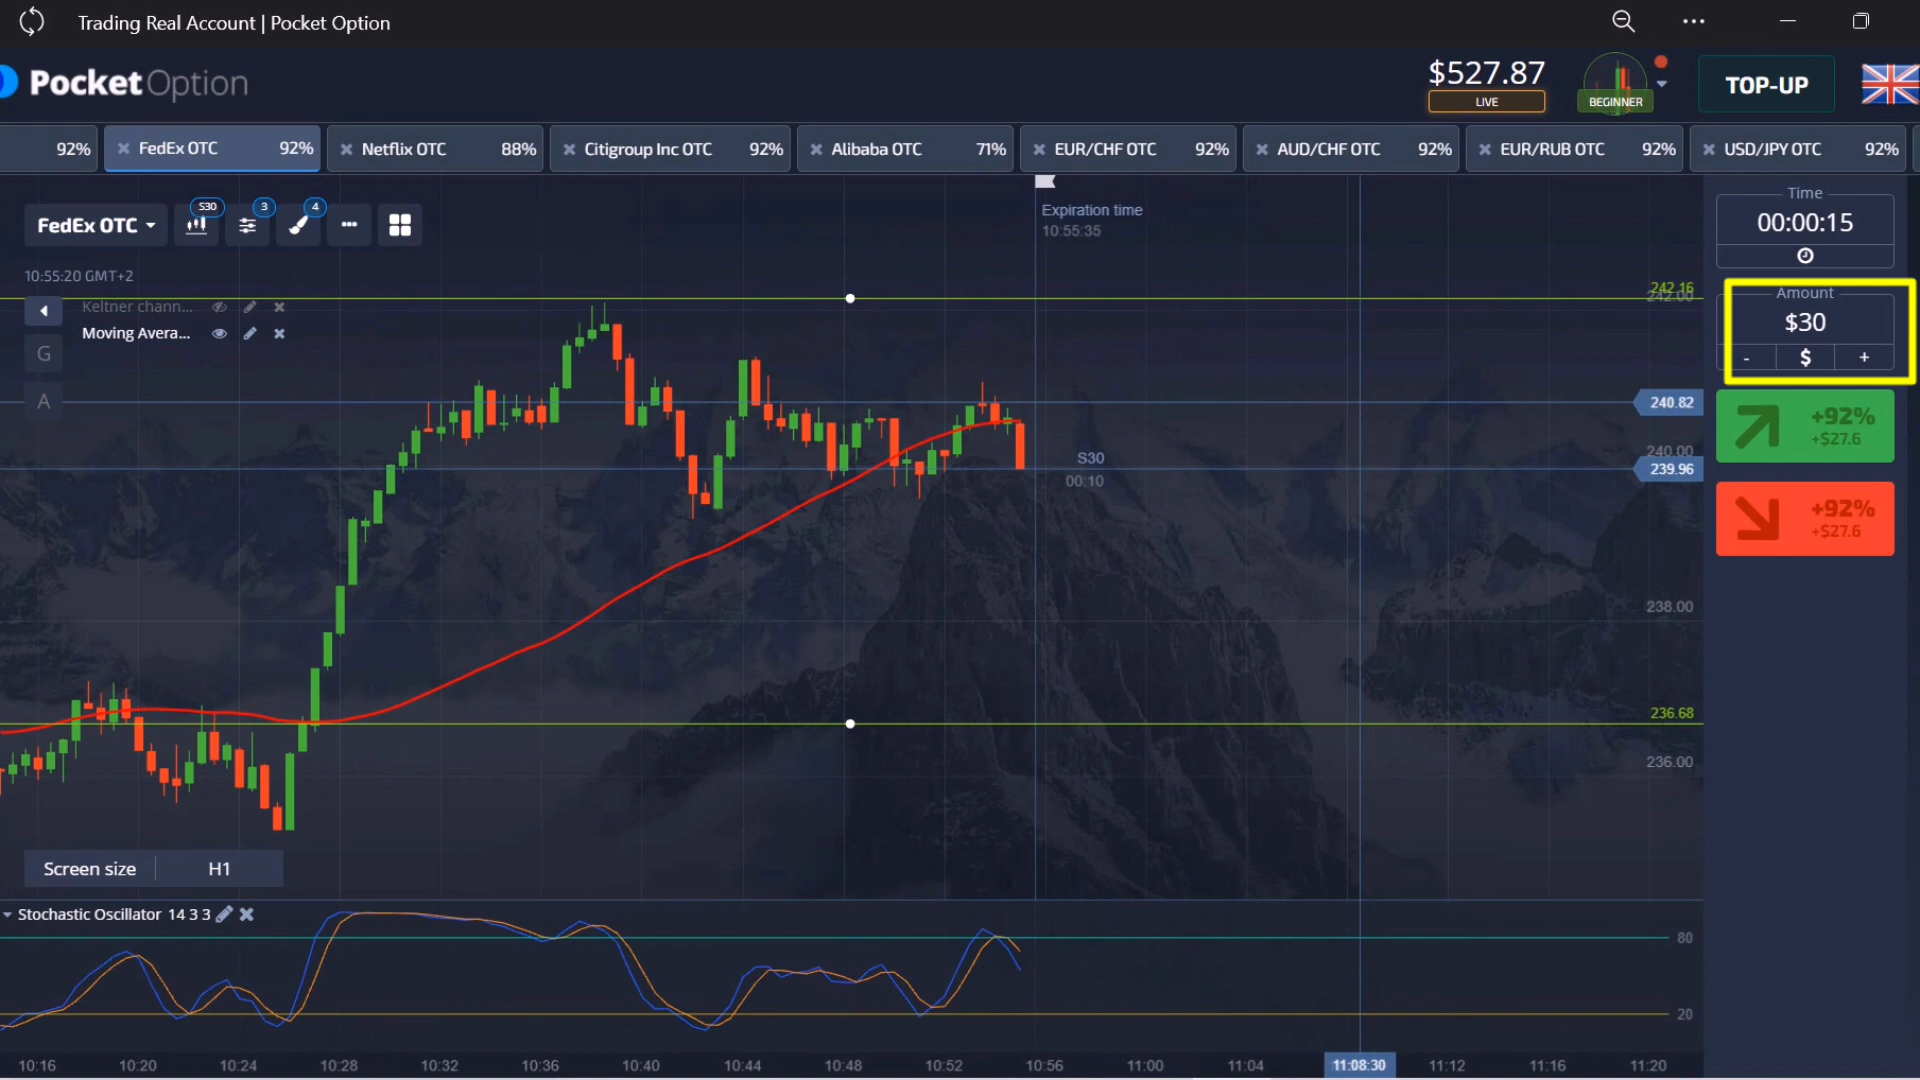 Trading Real Account | Pocket Option
PocketOption
$527.87
LIVE
BEGINNER
TOP-UP
92%
FedEx OTC 92%
Netflix OTC 88%
Citigroup Inc OTC 92%
Alibaba OTC 71%
EUR/CHF OTC 92%
AUD/CHF OTC 92%
EUR/RUB OTC 92%
USD/JPY OTC 92%
FedEx OTC
S30
3
4
Expiration time
10:55:35
Time
00:00:15
10:55:20 GMT+2
Keltner chann...
Moving Avera...
G
A
242.16
242.00
Amount
$30
- $ +
240.82
+92%
+$27.6
240.00
239.96
S30
00:10
+92%
+$27.6
238.00
236.68
236.00
Screen size H1
Stochastic Oscillator 14 3 3
80
20
10:16 10:20 10:24 10:28 10:32 10:36 10:40 10:44 10:48 10:52 10:56 11:00 11:04 11:08:30 11:12 11:16 11:20